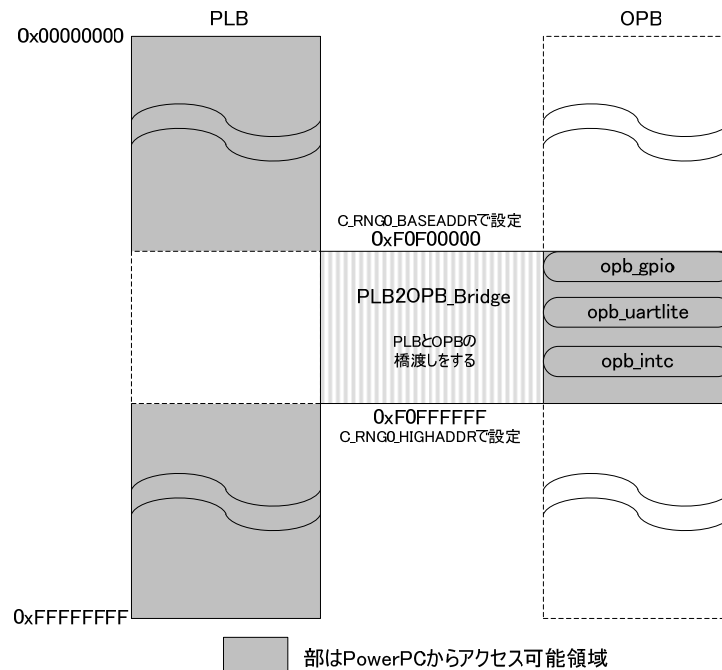 PLB
OPB
0x00000000
C_RNG0_BASEADDRで設定
0xF0F00000
opb_gpio
PLB2OPB_Bridge
opb_uartlite
PLBとOPBの
橋渡しをする
opb_intc
0xF0FFFFFF
C_RNG0_HIGHADDRで設定
0xFFFFFFFF
部はPowerPCからアクセス可能領域